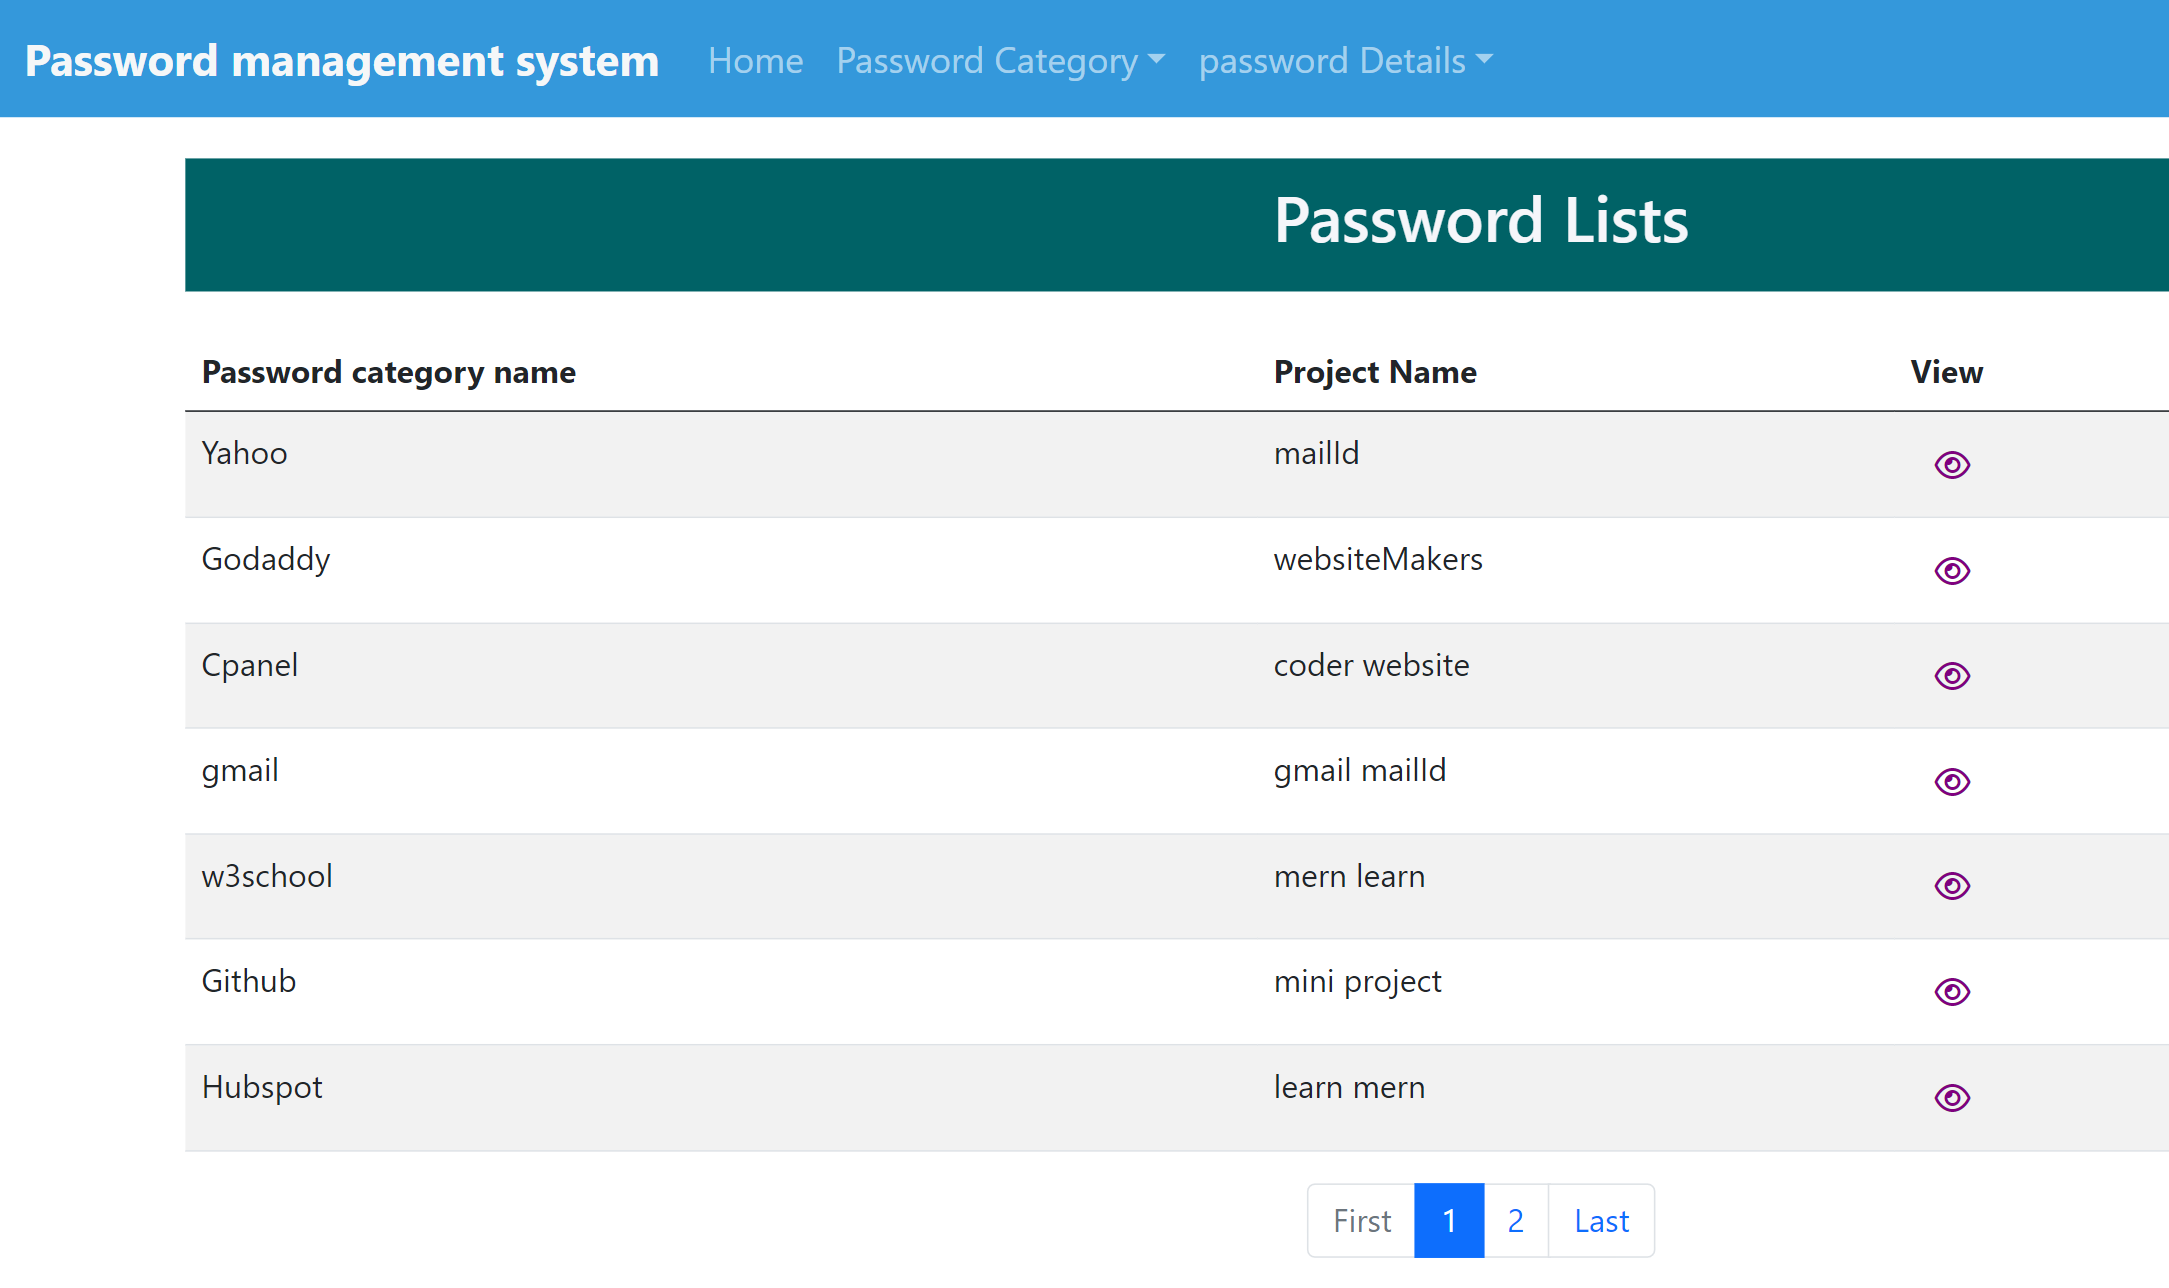 Password management system Home Password Category password Details
Password Lists
Password category name Project Name View
Yahoo mailId
Godaddy websiteMakers
Cpanel coder website
gmail gmail mailId
w3school mern learn
Github mini project
Hubspot learn mern
First 1 2 Last